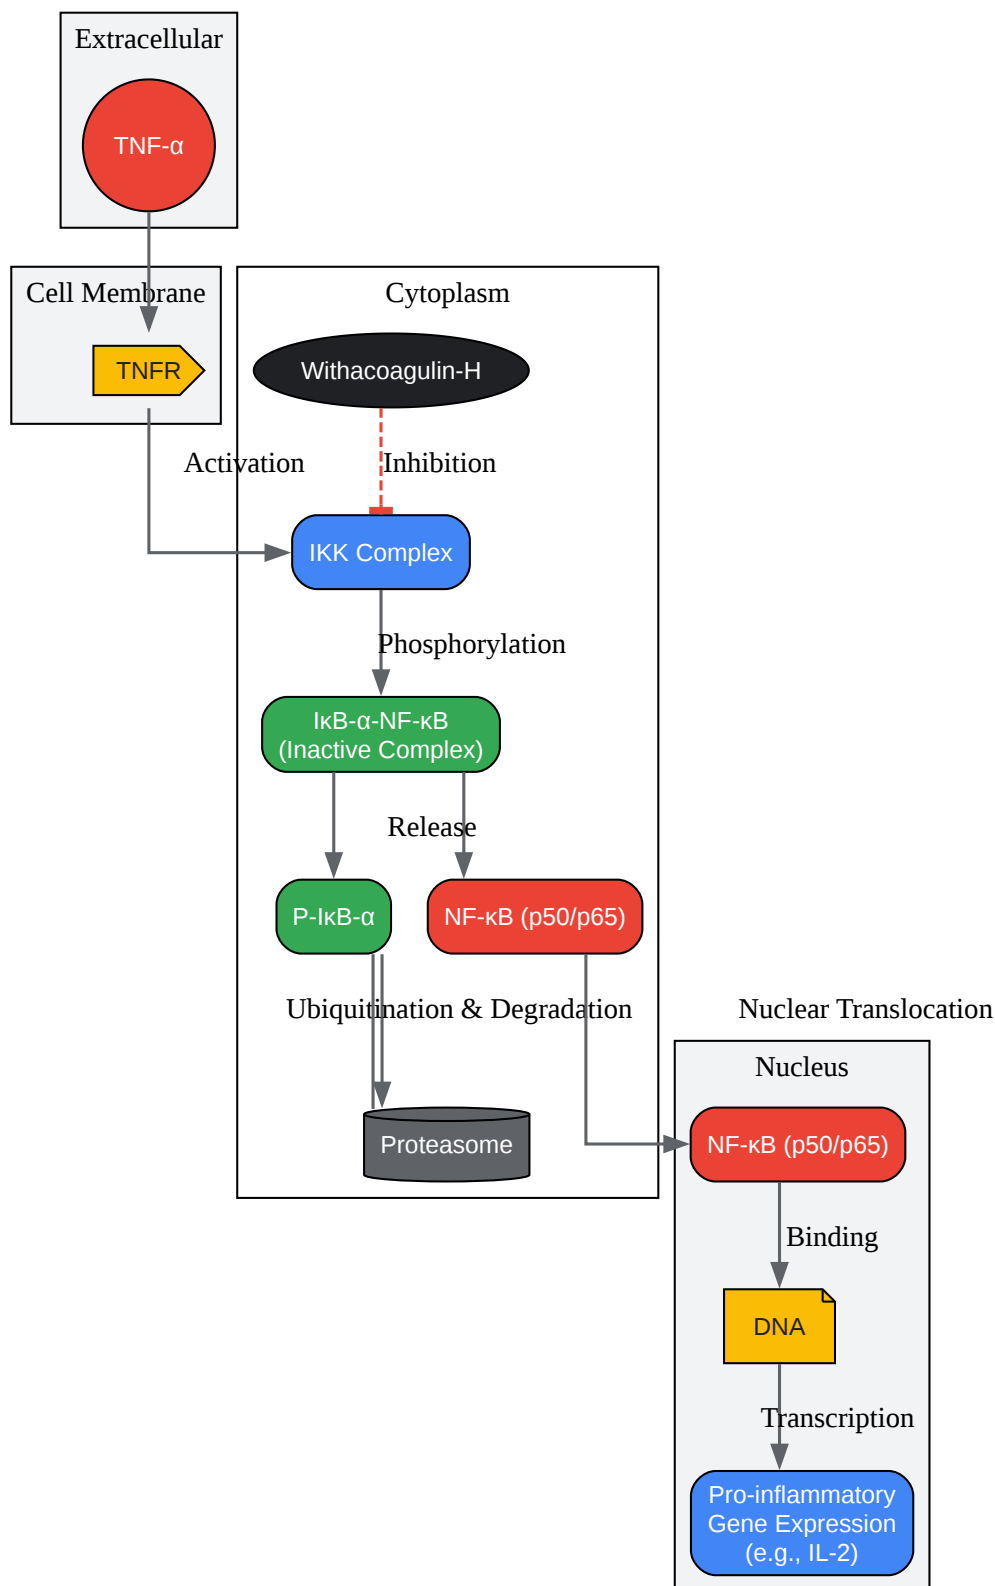 Extracellular
TNF-α
Cell Membrane
TNFR
Cytoplasm
Withacoagulin-H
Activation
Inhibition
IKK Complex
Phosphorylation
IκB-α-NF-κB
(Inactive Complex)
Release
P-IκB-α
NF-κB (p50/p65)
Ubiquitination & Degradation
Nuclear Translocation
Proteasome
Nucleus
NF-κB (p50/p65)
Binding
DNA
Transcription
Pro-inflammatory
Gene Expression
(e.g., IL-2)